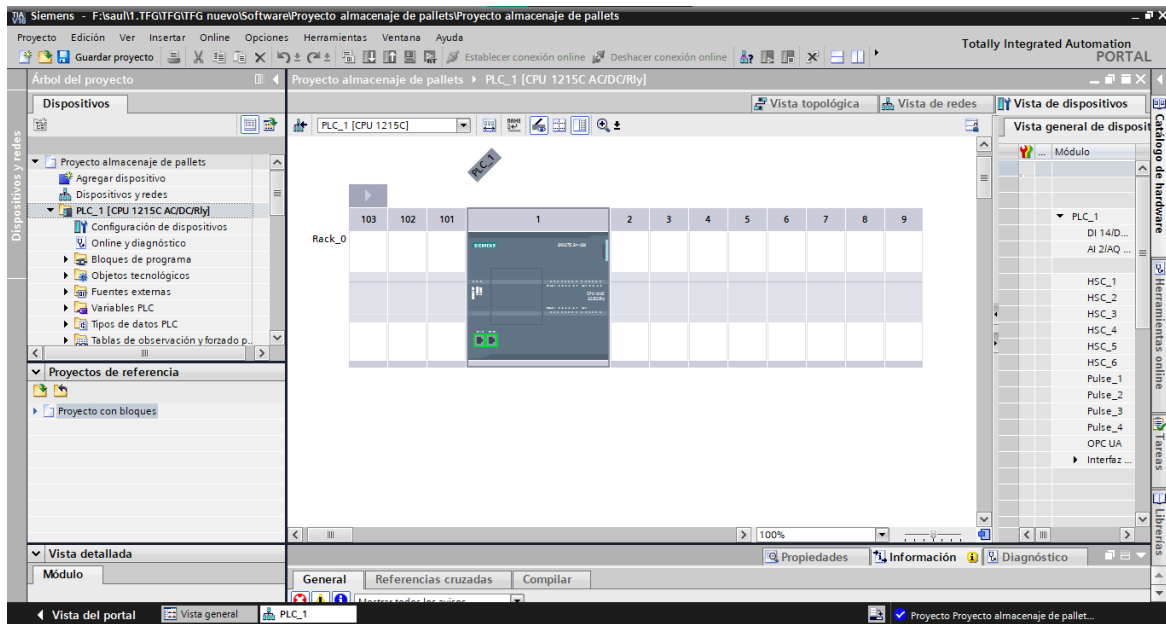 Siemens - F:\saul\1.TFG\TFG\TFG nuevo\Software\Proyecto almacenaje de pallets\Proyecto almacenaje de pallets
Proyecto Edición Ver Insertar Online Opciones Herramientas Ventana Ayuda
Totally Integrated Automation
PORTAL
Guardar proyecto
Establecer conexión online
Deshacer conexión online
Árbol del proyecto
Proyecto almacenaje de pallets PLC_1 [CPU 1215C AC/DC/Rly]
Dispositivos
Vista topológica
Vista de redes
Vista de dispositivos
PLC_1 [CPU 1215C]
Vista general de disposit
... Módulo
Dispositivos y redes
Proyecto almacenaje de pallets
Agregar dispositivo
Dispositivos y redes
PLC_1 [CPU 1215C AC/DC/Rly]
Configuración de dispositivos
Online y diagnóstico
Bloques de programa
Objetos tecnológicos
Fuentes externas
Variables PLC
Tipos de datos PLC
Tablas de observación y forzado p..
Proyectos de referencia
Proyecto con bloques
Vista detallada
Módulo
PLC_1
103 102 101 1 2 3 4 5 6 7 8 9
Rack_0
SIEMENS
100%
PLC_1
DI 14/D...
AI 2/AQ ...
HSC_1
HSC_2
HSC_3
HSC_4
HSC_5
HSC_6
Pulse_1
Pulse_2
Pulse_3
Pulse_4
OPC UA
Interfaz ...
Catálogo de hardware
Herramientas online
Tareas
Librerías
Propiedades
Información
Diagnóstico
General
Referencias cruzadas
Compilar
Mostrar todos los avisos
Vista del portal
Vista general
PLC_1
Proyecto Proyecto almacenaje de pallet...